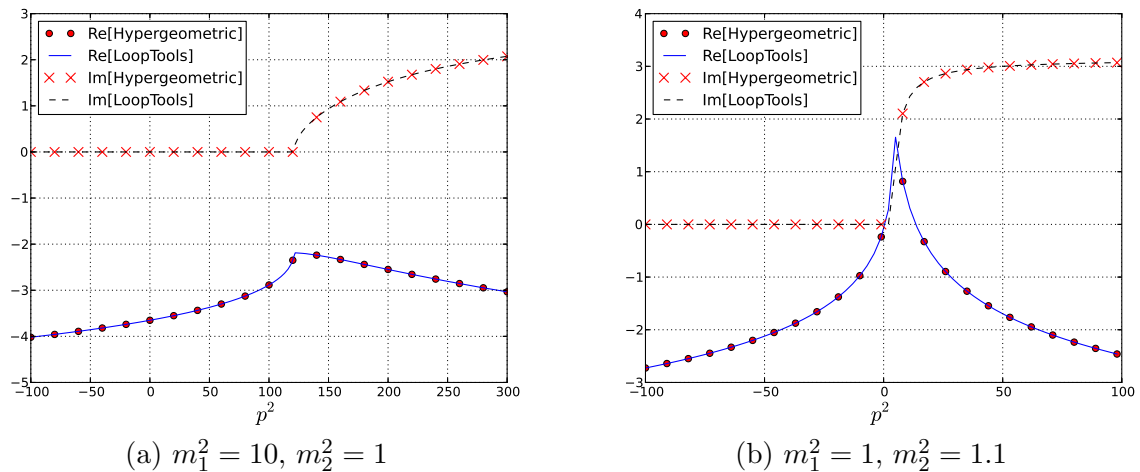 Re[Hypergeometric]
Re[LoopTools]
Im[Hypergeometric]
Im[LoopTools]
3
2
1
0
−1
−2
−3
−4
−5
−100 −50 0 50 100 150 200 250 300
p²
(a) m₁² = 10, m₂² = 1
Re[Hypergeometric]
Re[LoopTools]
Im[Hypergeometric]
Im[LoopTools]
4
3
2
1
0
−1
−2
−3
−100 −50 0 50 100
p²
(b) m₁² = 1, m₂² = 1.1